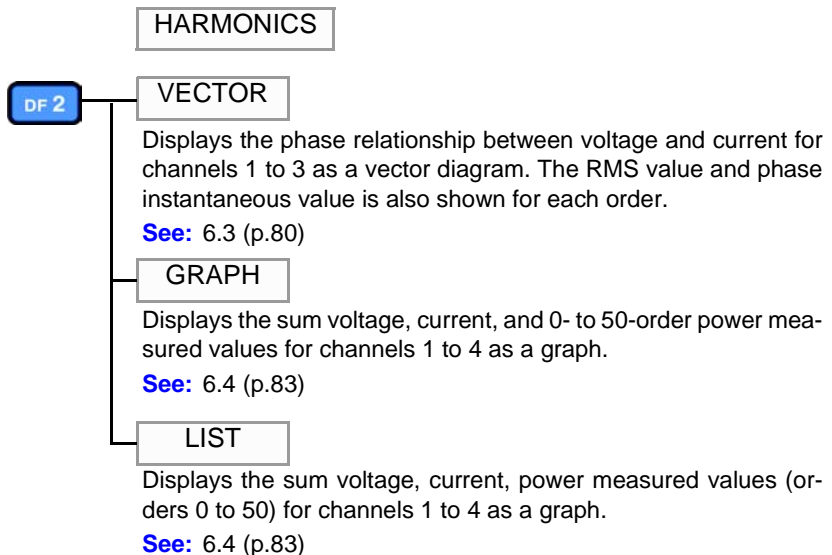 HARMONICS
DF 2
VECTOR
Displays the phase relationship between voltage and current for
channels 1 to 3 as a vector diagram. The RMS value and phase
instantaneous value is also shown for each order.
See: 6.3 (p.80)
GRAPH
Displays the sum voltage, current, and 0- to 50-order power mea-
sured values for channels 1 to 4 as a graph.
See: 6.4 (p.83)
LIST
Displays the sum voltage, current, power measured values (or-
ders 0 to 50) for channels 1 to 4 as a graph.
See: 6.4 (p.83)